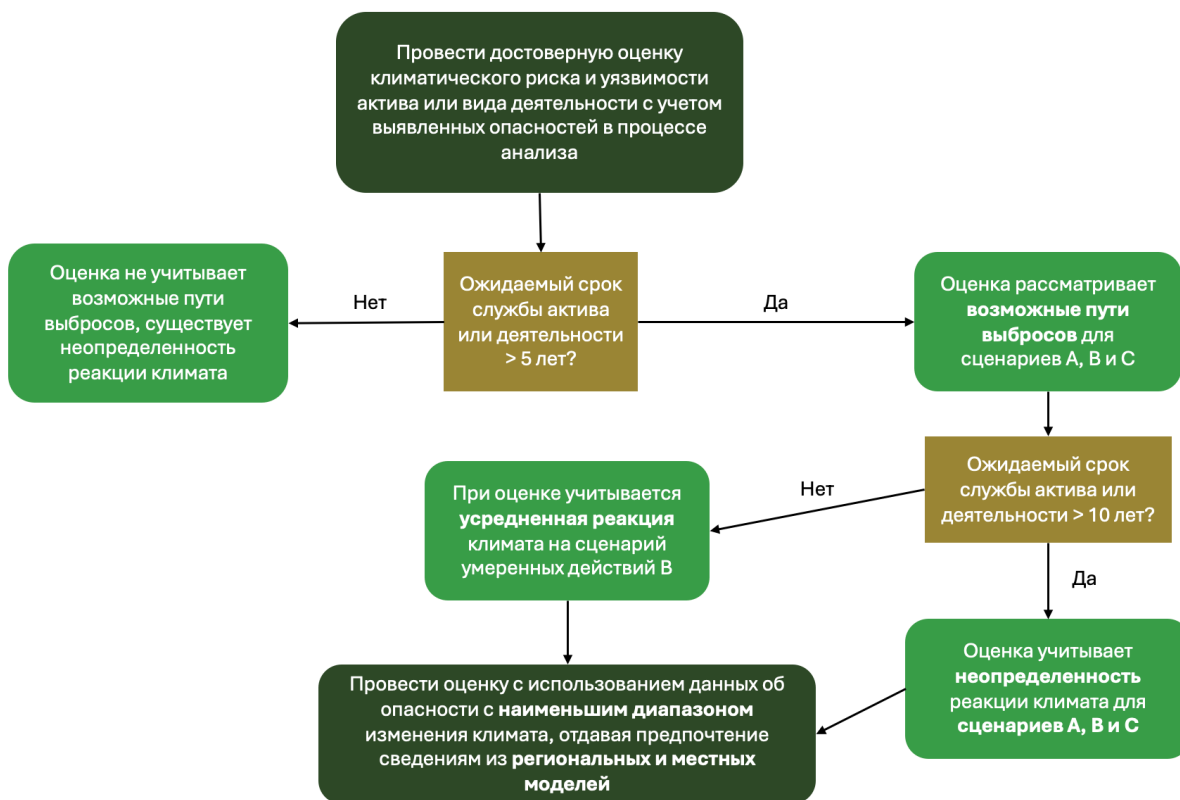 Провести достоверную оценку
климатического риска и уязвимости
актива или вида деятельности с учетом
выявленных опасностей в процессе
анализа
Оценка не учитывает
возможные пути
выбросов, существует
неопределенность
реакции климата
Нет
Ожидаемый срок
службы актива
или деятельности
> 5 лет?
Да
Оценка рассматривает
возможные пути
выбросов для
сценариев A, B и C
Ожидаемый срок
службы актива или
деятельности > 10 лет?
Нет
При оценке учитывается
усредненная реакция
климата на сценарий
умеренных действий B
Да
Оценка учитывает
неопределенность
реакции климата для
сценариев A, B и C
Провести оценку с использованием данных об
опасности с наименьшим диапазоном
изменения климата, отдавая предпочтение
сведениям из региональных и местных
моделей